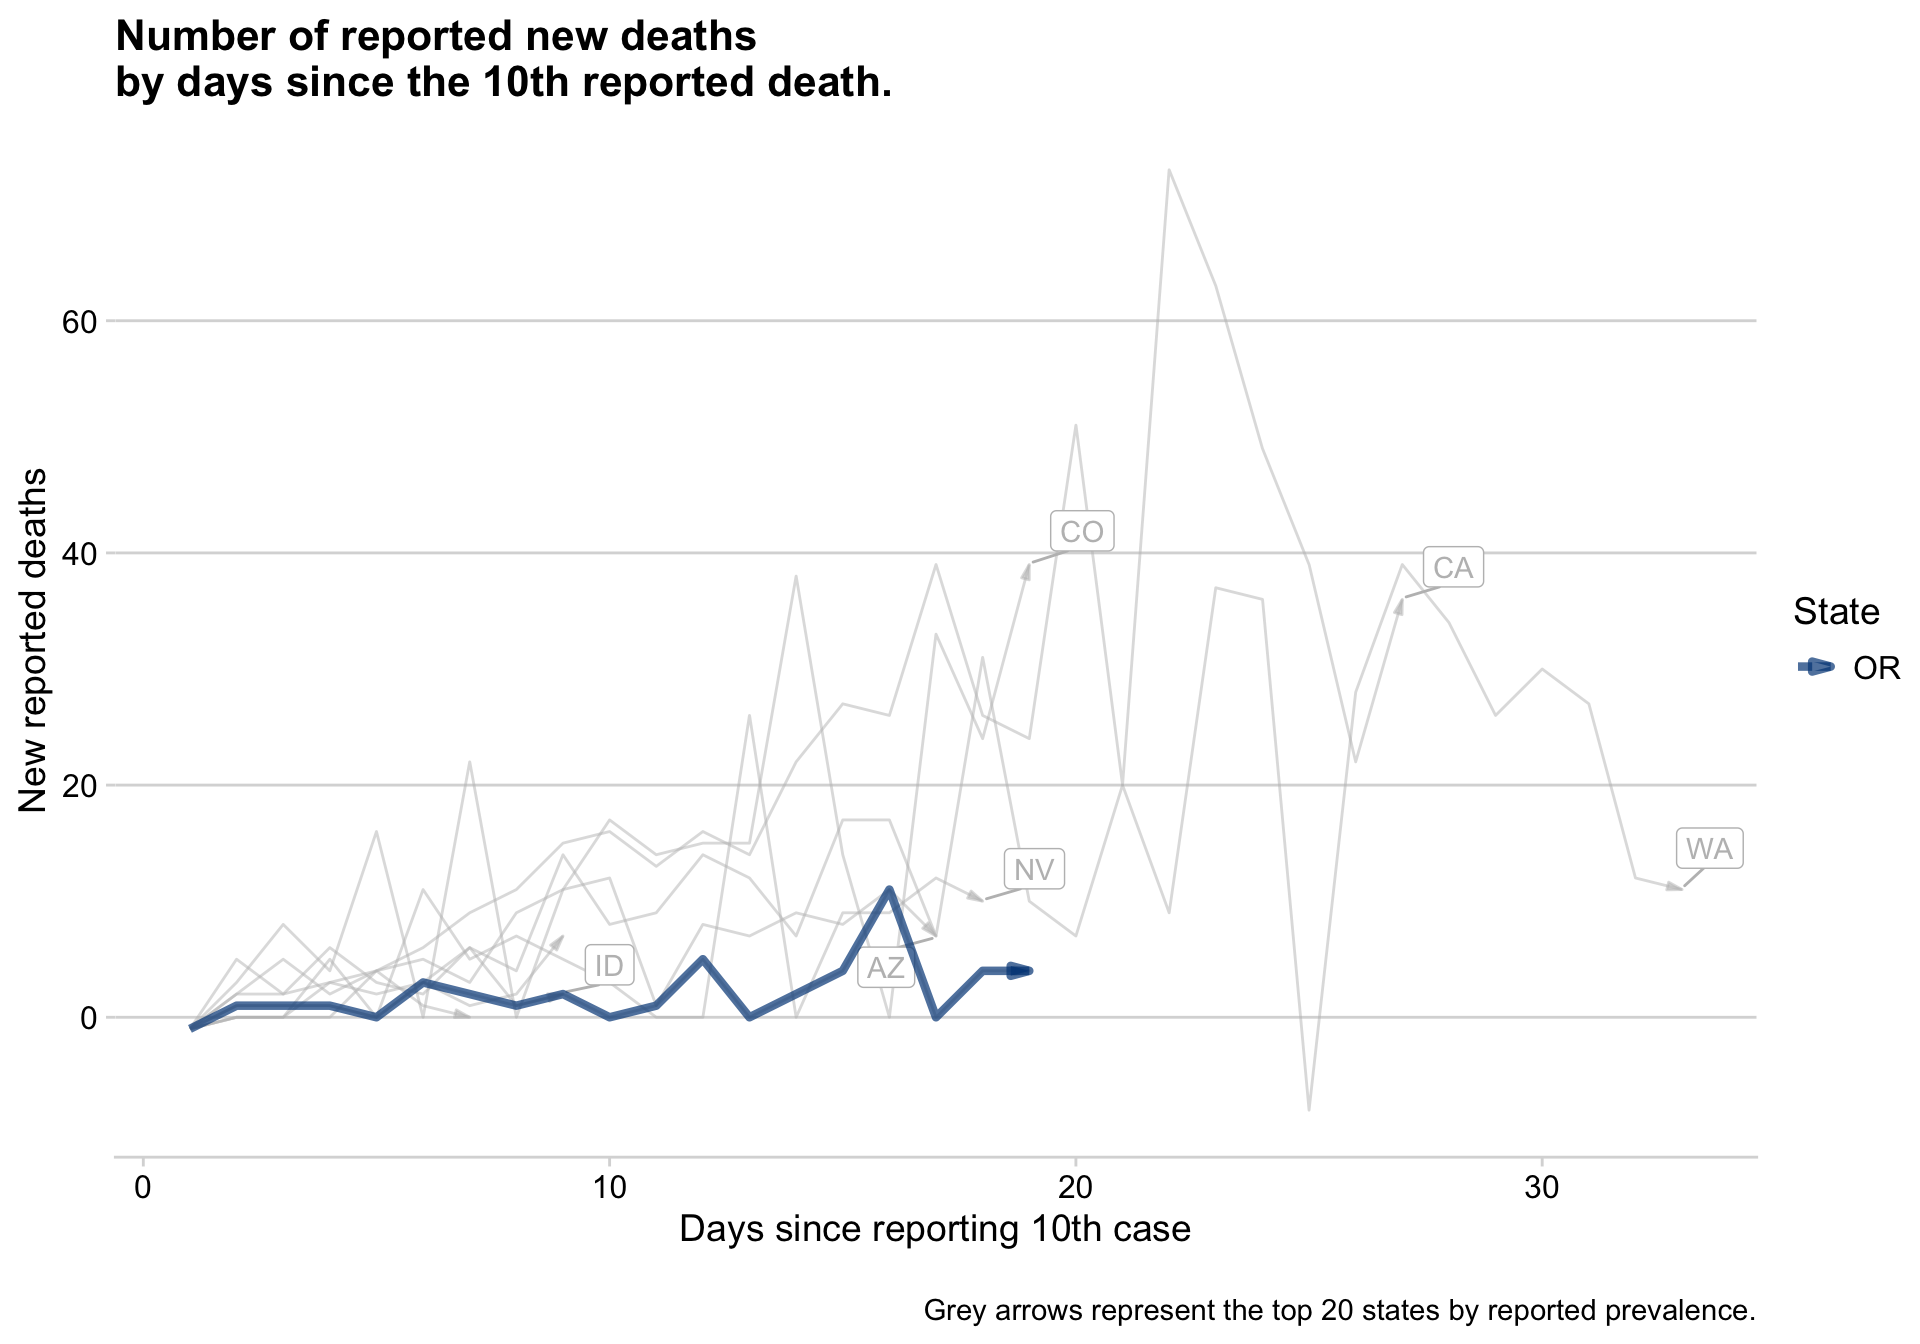 Number of reported new deaths
by days since the 10th reported death.
60
40
20
0
New reported deaths
CO
CA
NV
WA
ID
AZ
State
OR
0 10 20 30
Days since reporting 10th case
Grey arrows represent the top 20 states by reported prevalence.